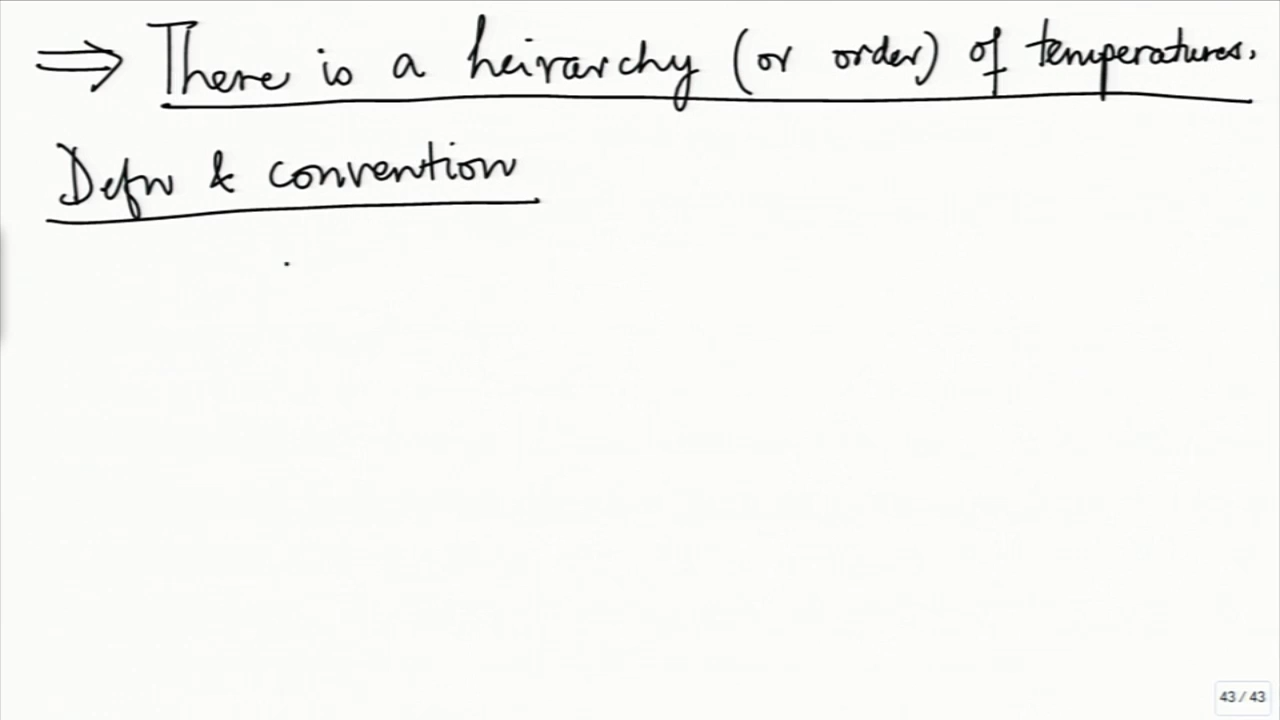 ⇒ There is a heirarchy (or order) of temperatures.
Defn & convention
43 / 43